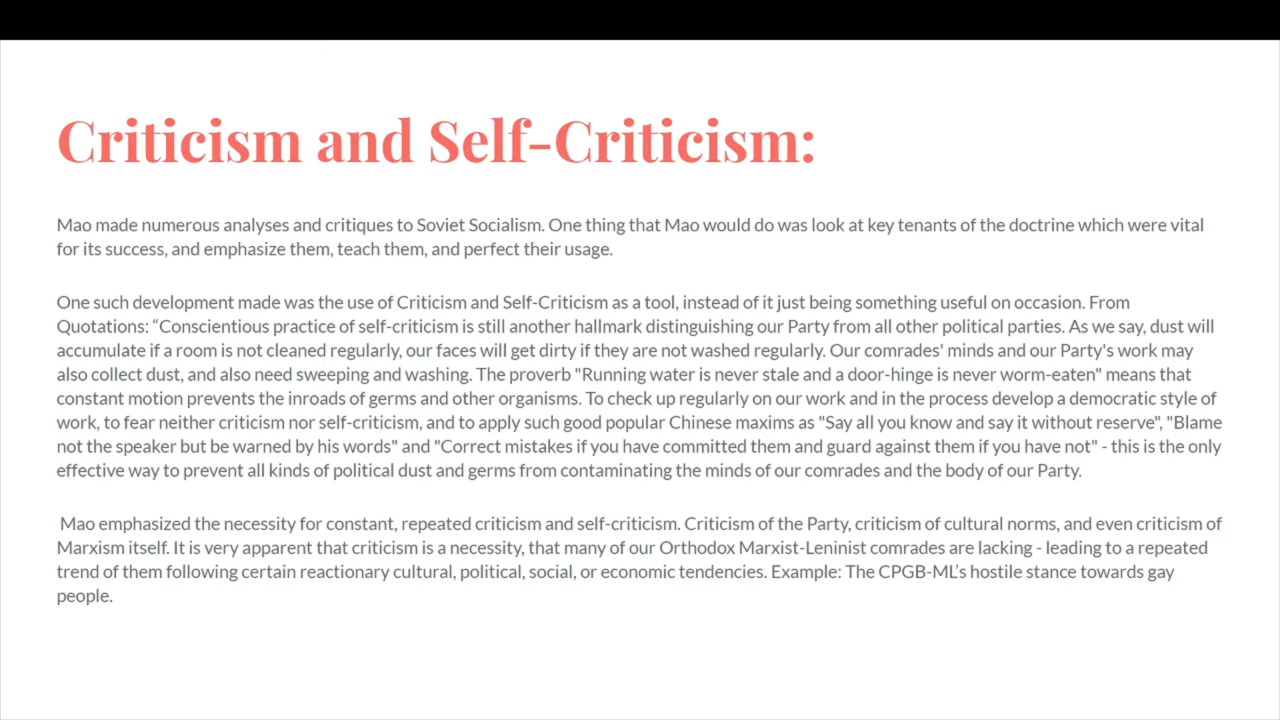 Criticism and Self-Criticism:
Mao made numerous analyses and critiques to Soviet Socialism. One thing that Mao would do was look at key tenants of the doctrine which were vital
for its success, and emphasize them, teach them, and perfect their usage.
One such development made was the use of Criticism and Self-Criticism as a tool, instead of it just being something useful on occasion. From
Quotations: “Conscientious practice of self-criticism is still another hallmark distinguishing our Party from all other political parties. As we say, dust will
accumulate if a room is not cleaned regularly, our faces will get dirty if they are not washed regularly. Our comrades' minds and our Party's work may
also collect dust, and also need sweeping and washing. The proverb "Running water is never stale and a door-hinge is never worm-eaten" means that
constant motion prevents the inroads of germs and other organisms. To check up regularly on our work and in the process develop a democratic style of
work, to fear neither criticism nor self-criticism, and to apply such good popular Chinese maxims as "Say all you know and say it without reserve", "Blame
not the speaker but be warned by his words" and "Correct mistakes if you have committed them and guard against them if you have not" - this is the only
effective way to prevent all kinds of political dust and germs from contaminating the minds of our comrades and the body of our Party.
Mao emphasized the necessity for constant, repeated criticism and self-criticism. Criticism of the Party, criticism of cultural norms, and even criticism of
Marxism itself. It is very apparent that criticism is a necessity, that many of our Orthodox Marxist-Leninist comrades are lacking - leading to a repeated
trend of them following certain reactionary cultural, political, social, or economic tendencies. Example: The CPGB-ML’s hostile stance towards gay
people.